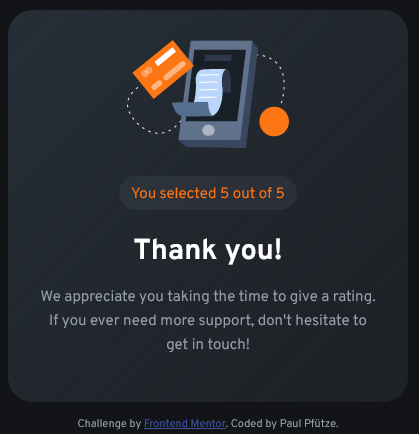 You selected 5 out of 5
Thank you!
We appreciate you taking the time to give a rating.
If you ever need more support, don't hesitate to
get in touch!
Challenge by Frontend Mentor. Coded by Paul Pfütze.